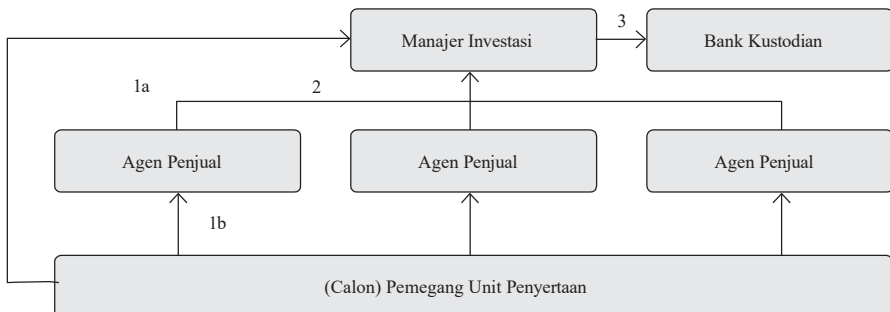 3
Manajer Investasi
Bank Kustodian
1a
2
Agen Penjual
Agen Penjual
Agen Penjual
1b
(Calon) Pemegang Unit Penyertaan